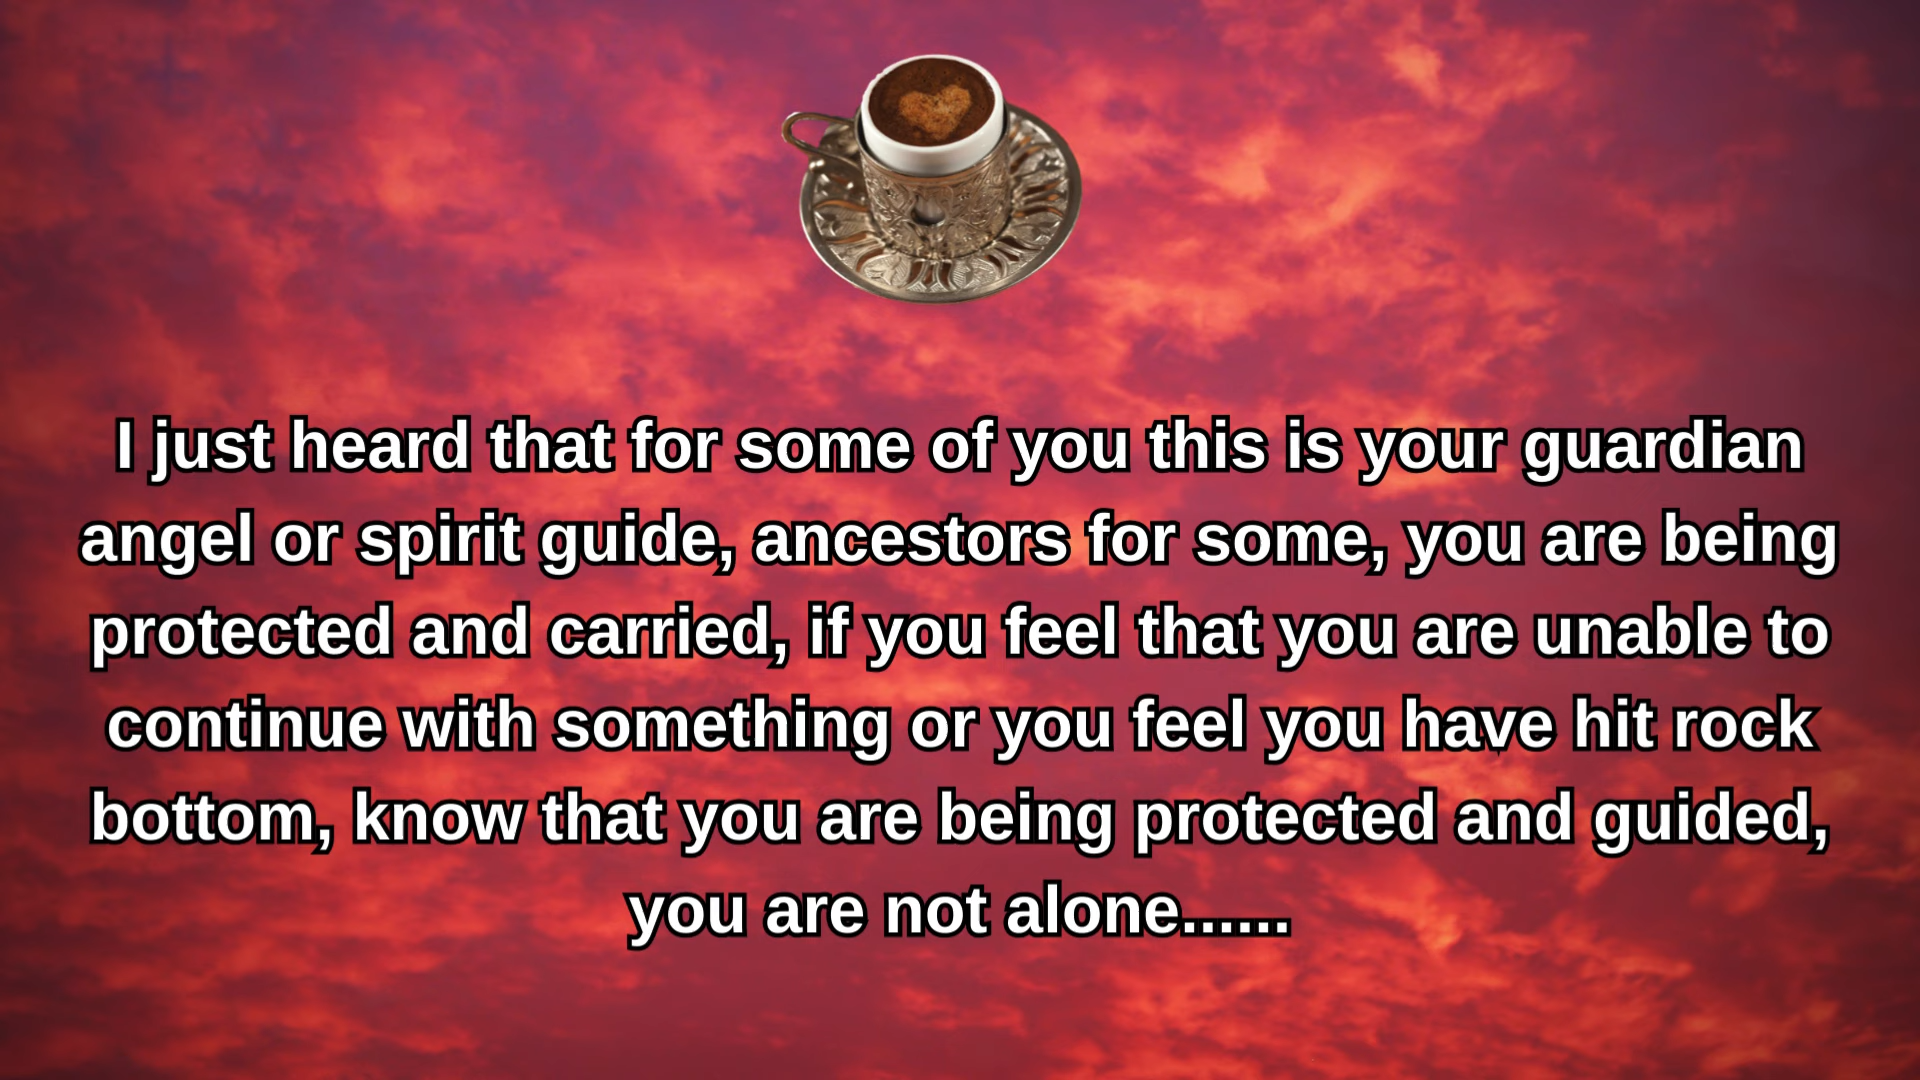 I just heard that for some of you this is your guardian
angel or spirit guide, ancestors for some, you are being
protected and carried, if you feel that you are unable to
continue with something or you feel you have hit rock
bottom, know that you are being protected and guided,
you are not alone......